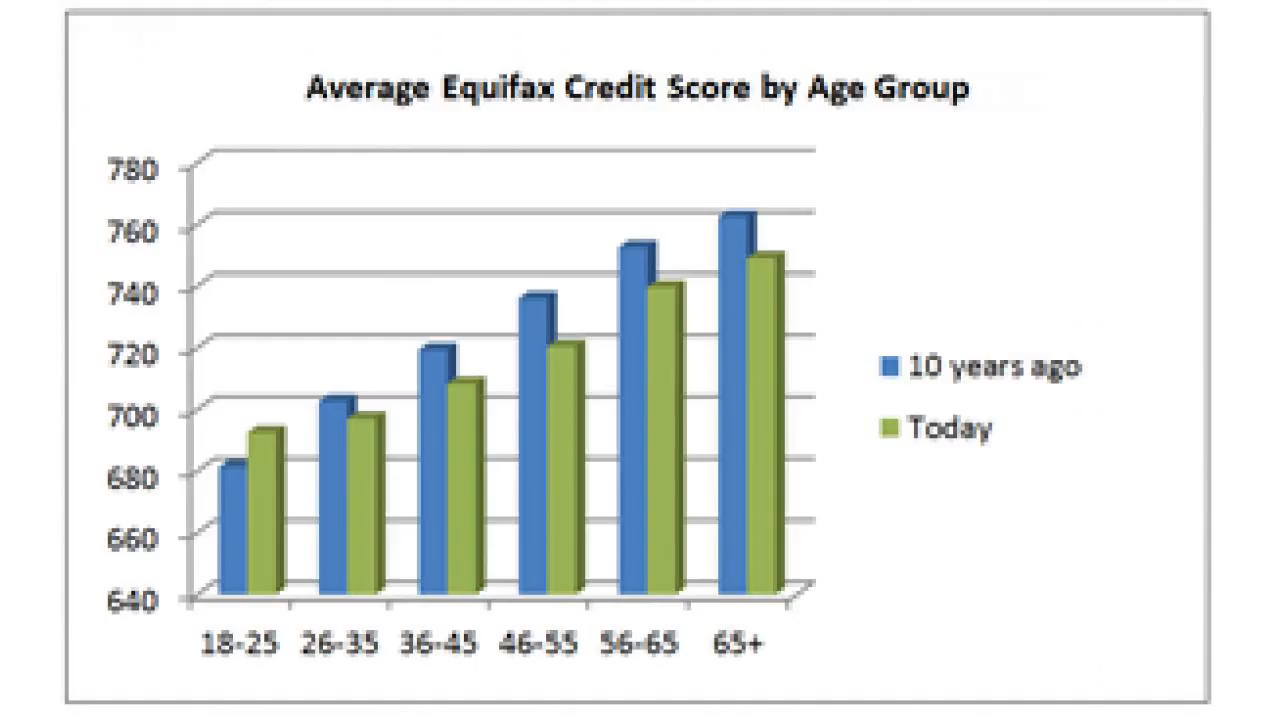 Average Equifax Credit Score by Age Group
780
760
740
720
700
680
660
640
18-25 26-35 36-45 46-55 56-65 65+
10 years ago
Today